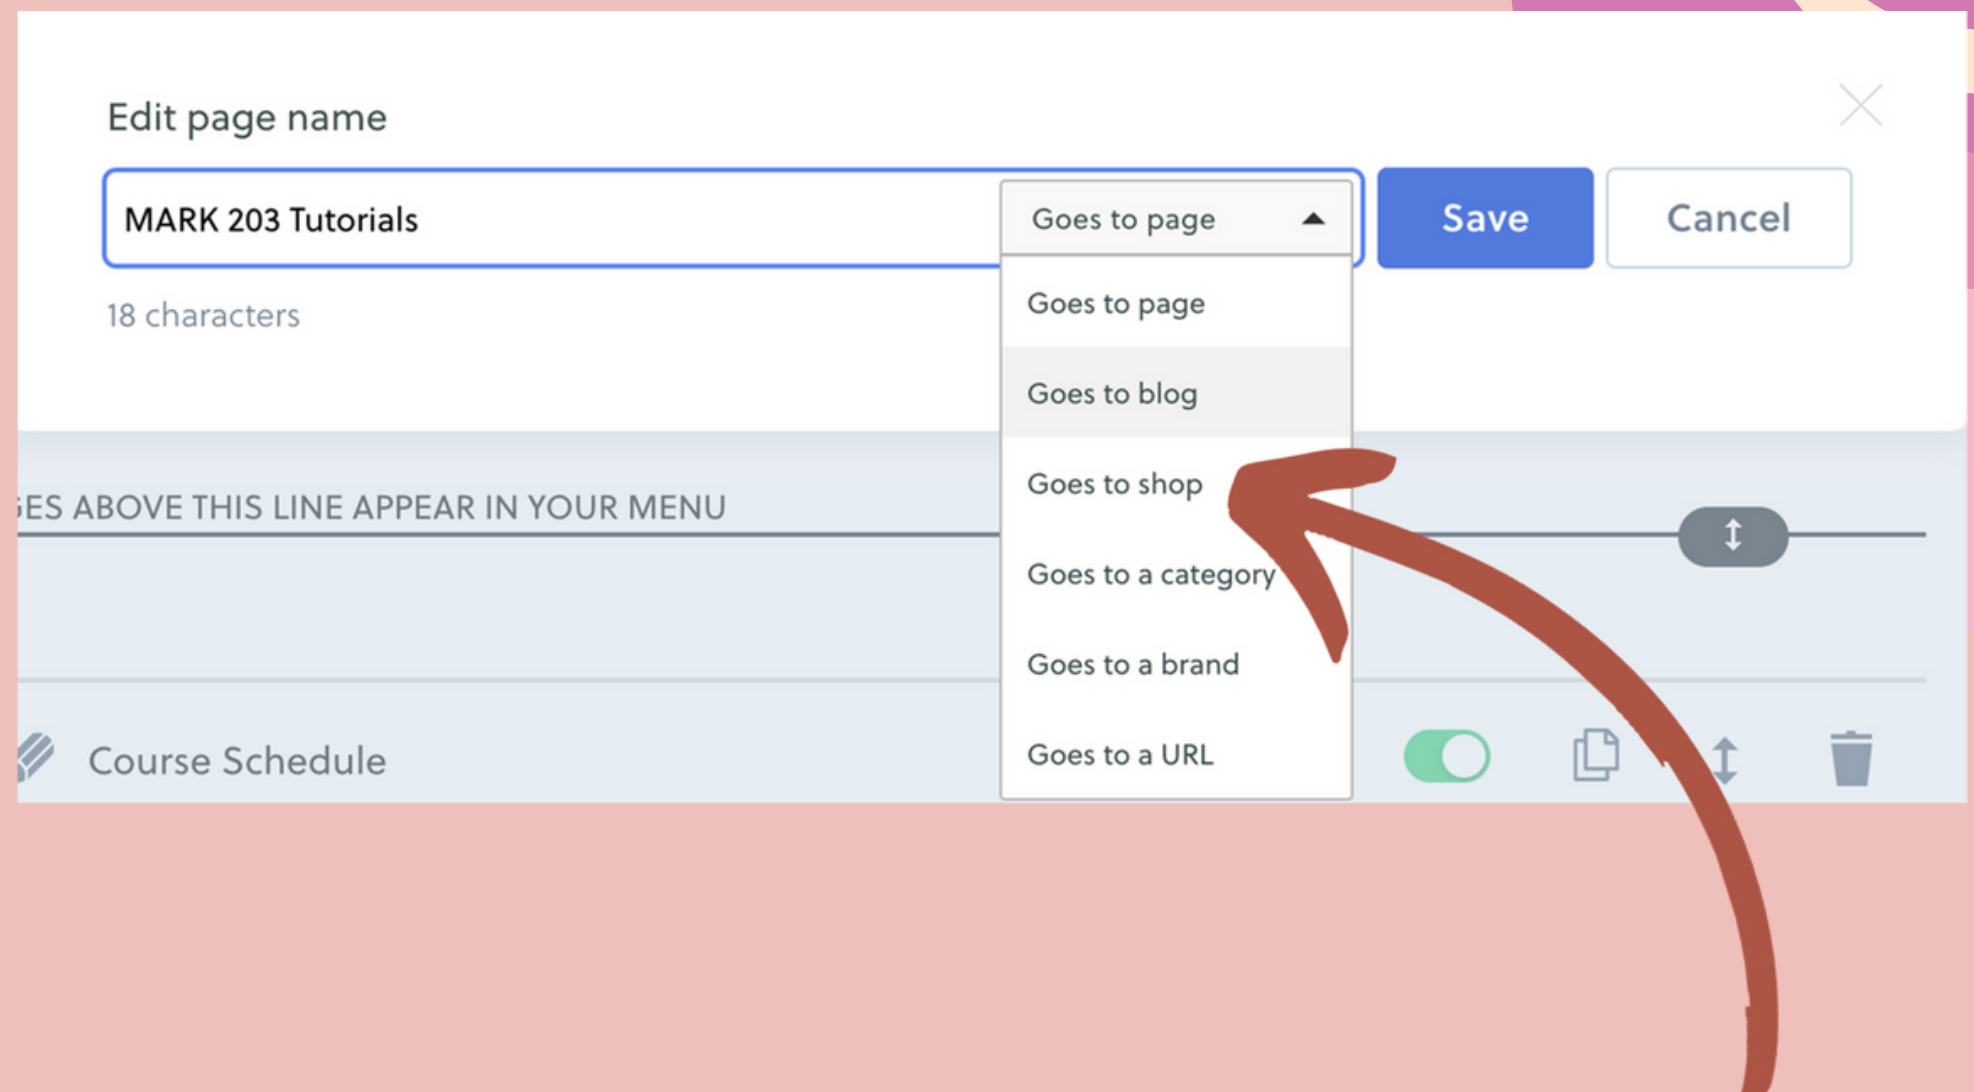 Edit page name
MARK 203 Tutorials
Goes to page
Save
Cancel
18 characters
Goes to page
Goes to blog
Goes to shop
Goes to a category
Goes to a brand
Goes to a URL
ABOVE THIS LINE APPEAR IN YOUR MENU
Course Schedule